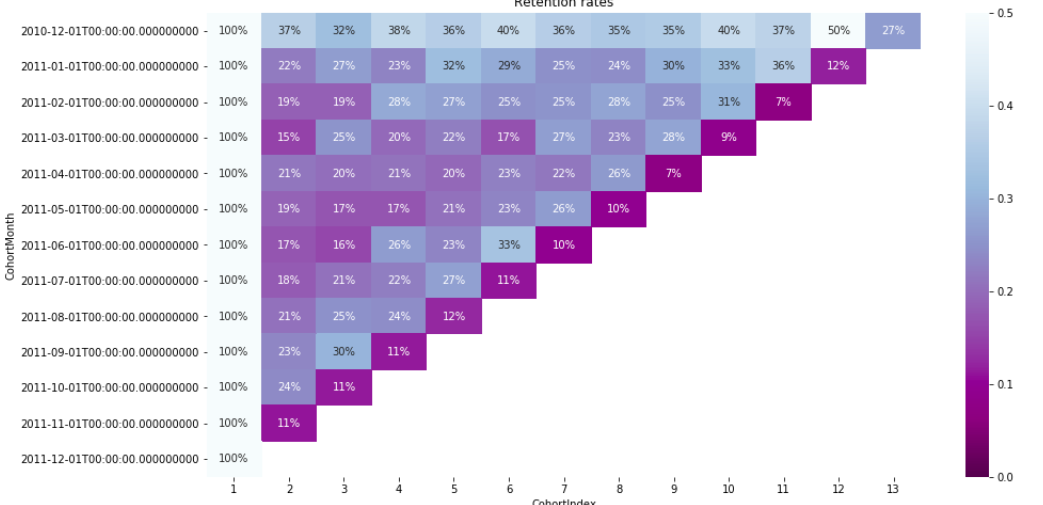 Retention rates
CohortMonth
2010-12-01T00:00:00.000000000 - 100% 37% 32% 38% 36% 40% 36% 35% 35% 40% 37% 50% 27%
2011-01-01T00:00:00.000000000 - 100% 22% 27% 23% 32% 29% 25% 24% 30% 33% 36% 12%
2011-02-01T00:00:00.000000000 - 100% 19% 19% 28% 27% 25% 25% 28% 25% 31% 7%
2011-03-01T00:00:00.000000000 - 100% 15% 25% 20% 22% 17% 27% 23% 28% 9%
2011-04-01T00:00:00.000000000 - 100% 21% 20% 21% 20% 23% 22% 26% 7%
2011-05-01T00:00:00.000000000 - 100% 19% 17% 17% 21% 23% 26% 10%
2011-06-01T00:00:00.000000000 - 100% 17% 16% 26% 23% 33% 10%
2011-07-01T00:00:00.000000000 - 100% 18% 21% 22% 27% 11%
2011-08-01T00:00:00.000000000 - 100% 21% 25% 24% 12%
2011-09-01T00:00:00.000000000 - 100% 23% 30% 11%
2011-10-01T00:00:00.000000000 - 100% 24% 11%
2011-11-01T00:00:00.000000000 - 100% 11%
2011-12-01T00:00:00.000000000 - 100%
1 2 3 4 5 6 7 8 9 10 11 12 13
CohortIndex
0.5
0.4
0.3
0.2
0.1
0.0